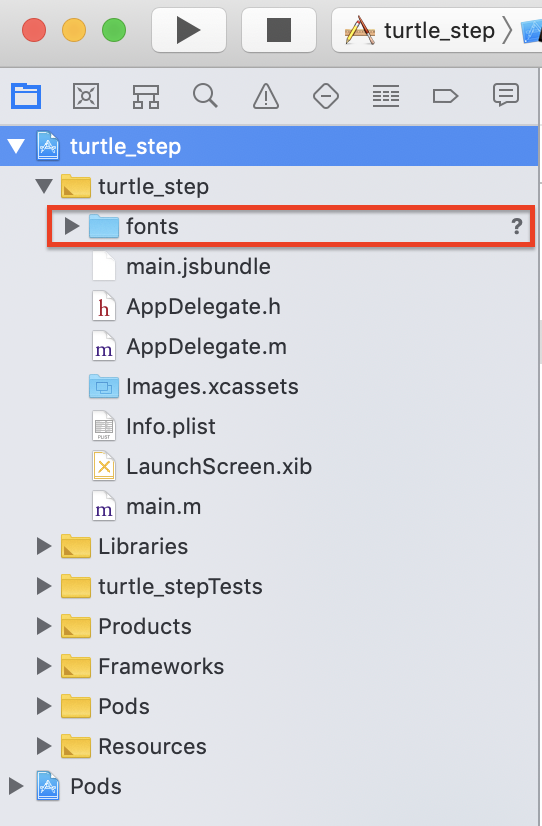 turtle_step
turtle_step
turtle_step
fonts ?
main.jsbundle
h AppDelegate.h
m AppDelegate.m
Images.xcassets
PLIST Info.plist
LaunchScreen.xib
m main.m
Libraries
turtle_stepTests
Products
Frameworks
Pods
Resources
Pods